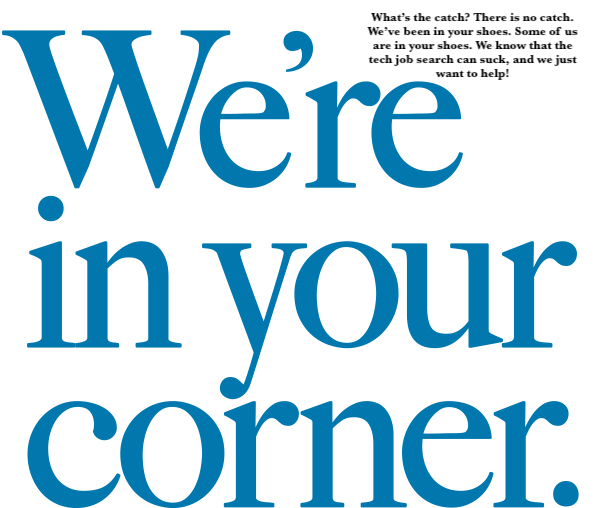 What's the catch? There is no catch.
We've been in your shoes. Some of us
are in your shoes. We know that the
tech job search can suck, and we just
want to help!
We're
in your
corner.